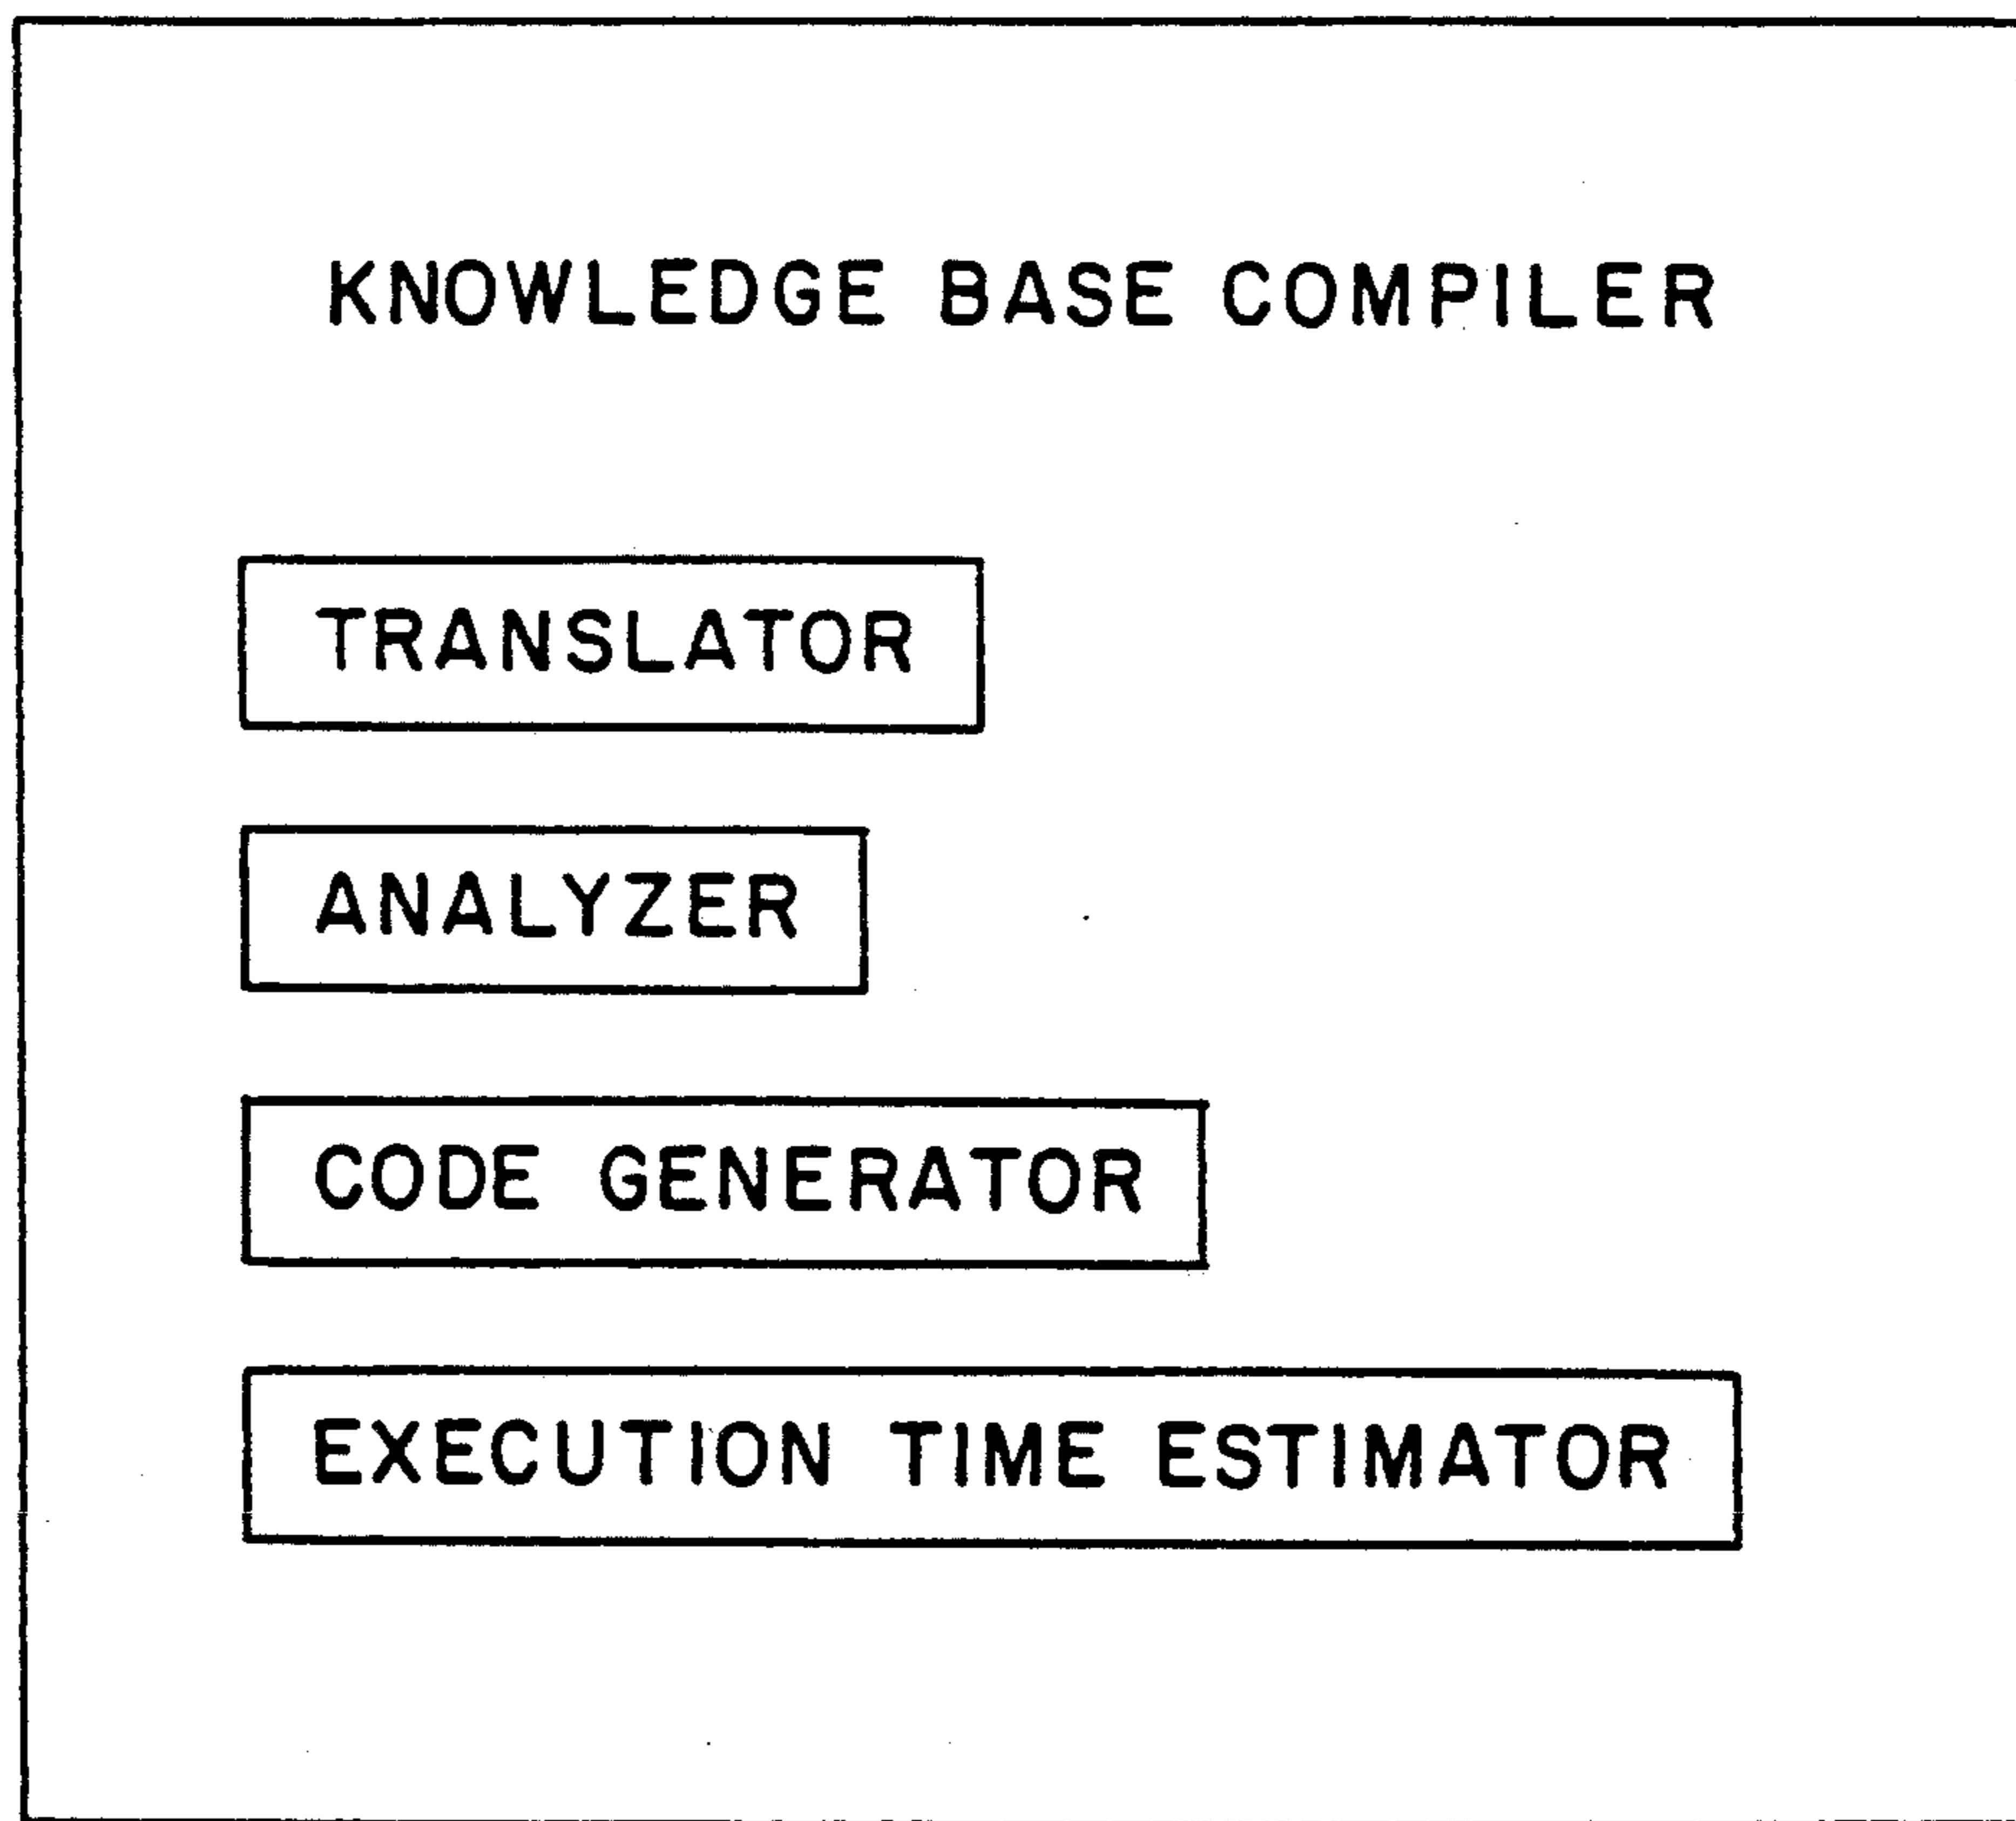 KNOWLEDGE BASE COMPILER
TRANSLATOR
ANALYZER
CODE GENERATOR
EXECUTION TIME ESTIMATOR